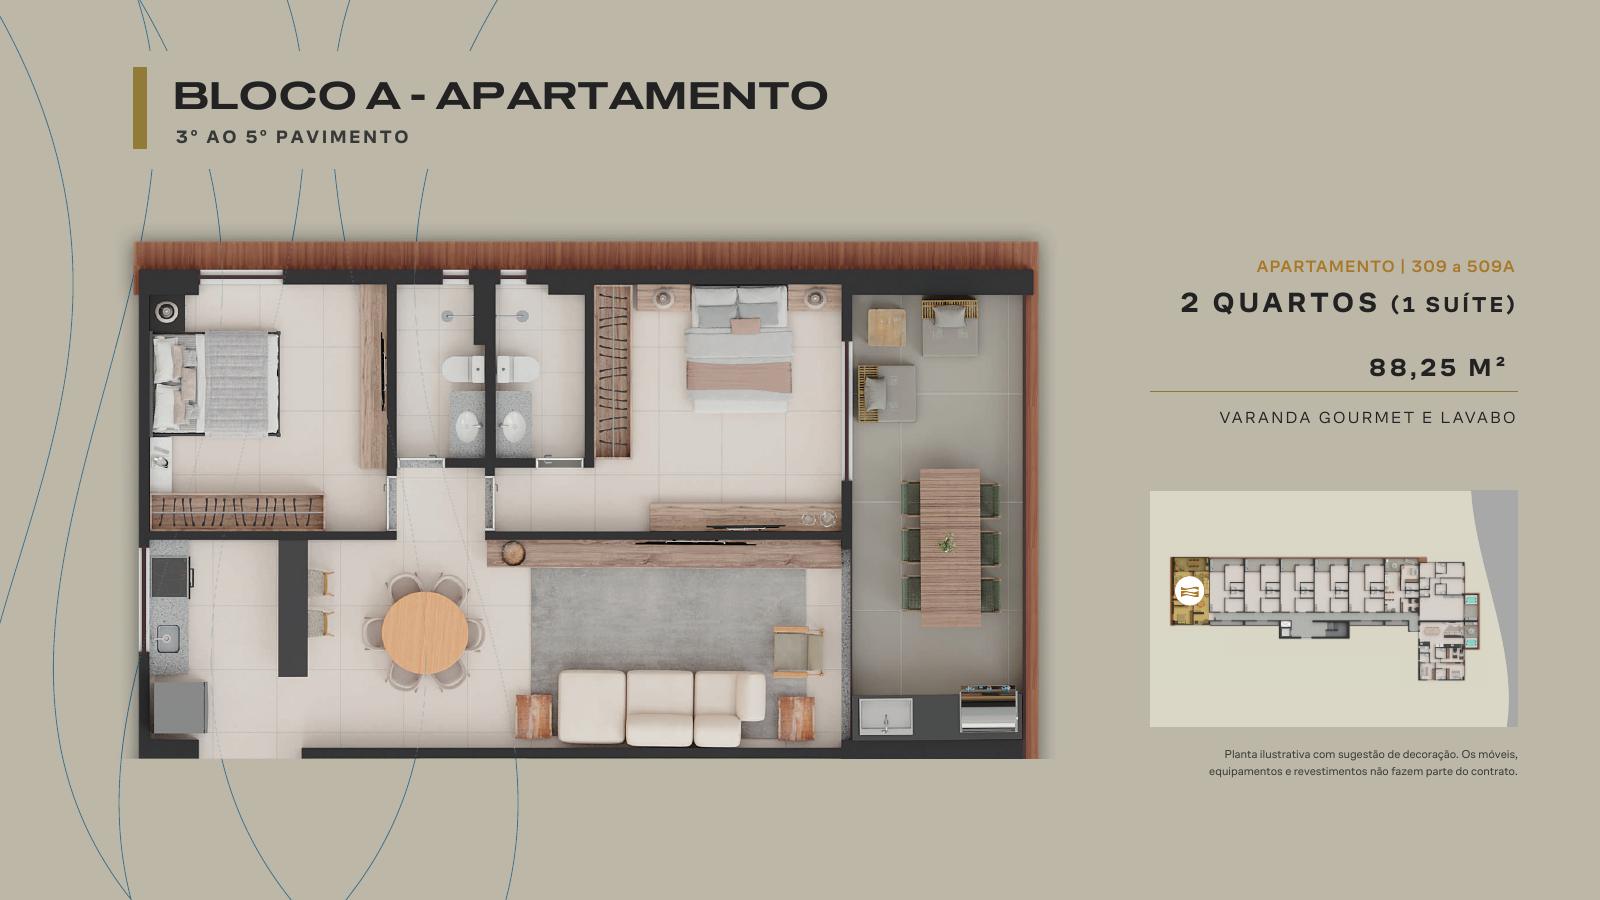 BLOCO A - APARTAMENTO
3º AO 5º PAVIMENTO
APARTAMENTO | 309 a 509A
2 QUARTOS (1 SUÍTE)
88,25 M²
VARANDA GOURMET E LAVABO
Planta ilustrativa com sugestão de decoração. Os móveis,
equipamentos e revestimentos não fazem parte do contrato.